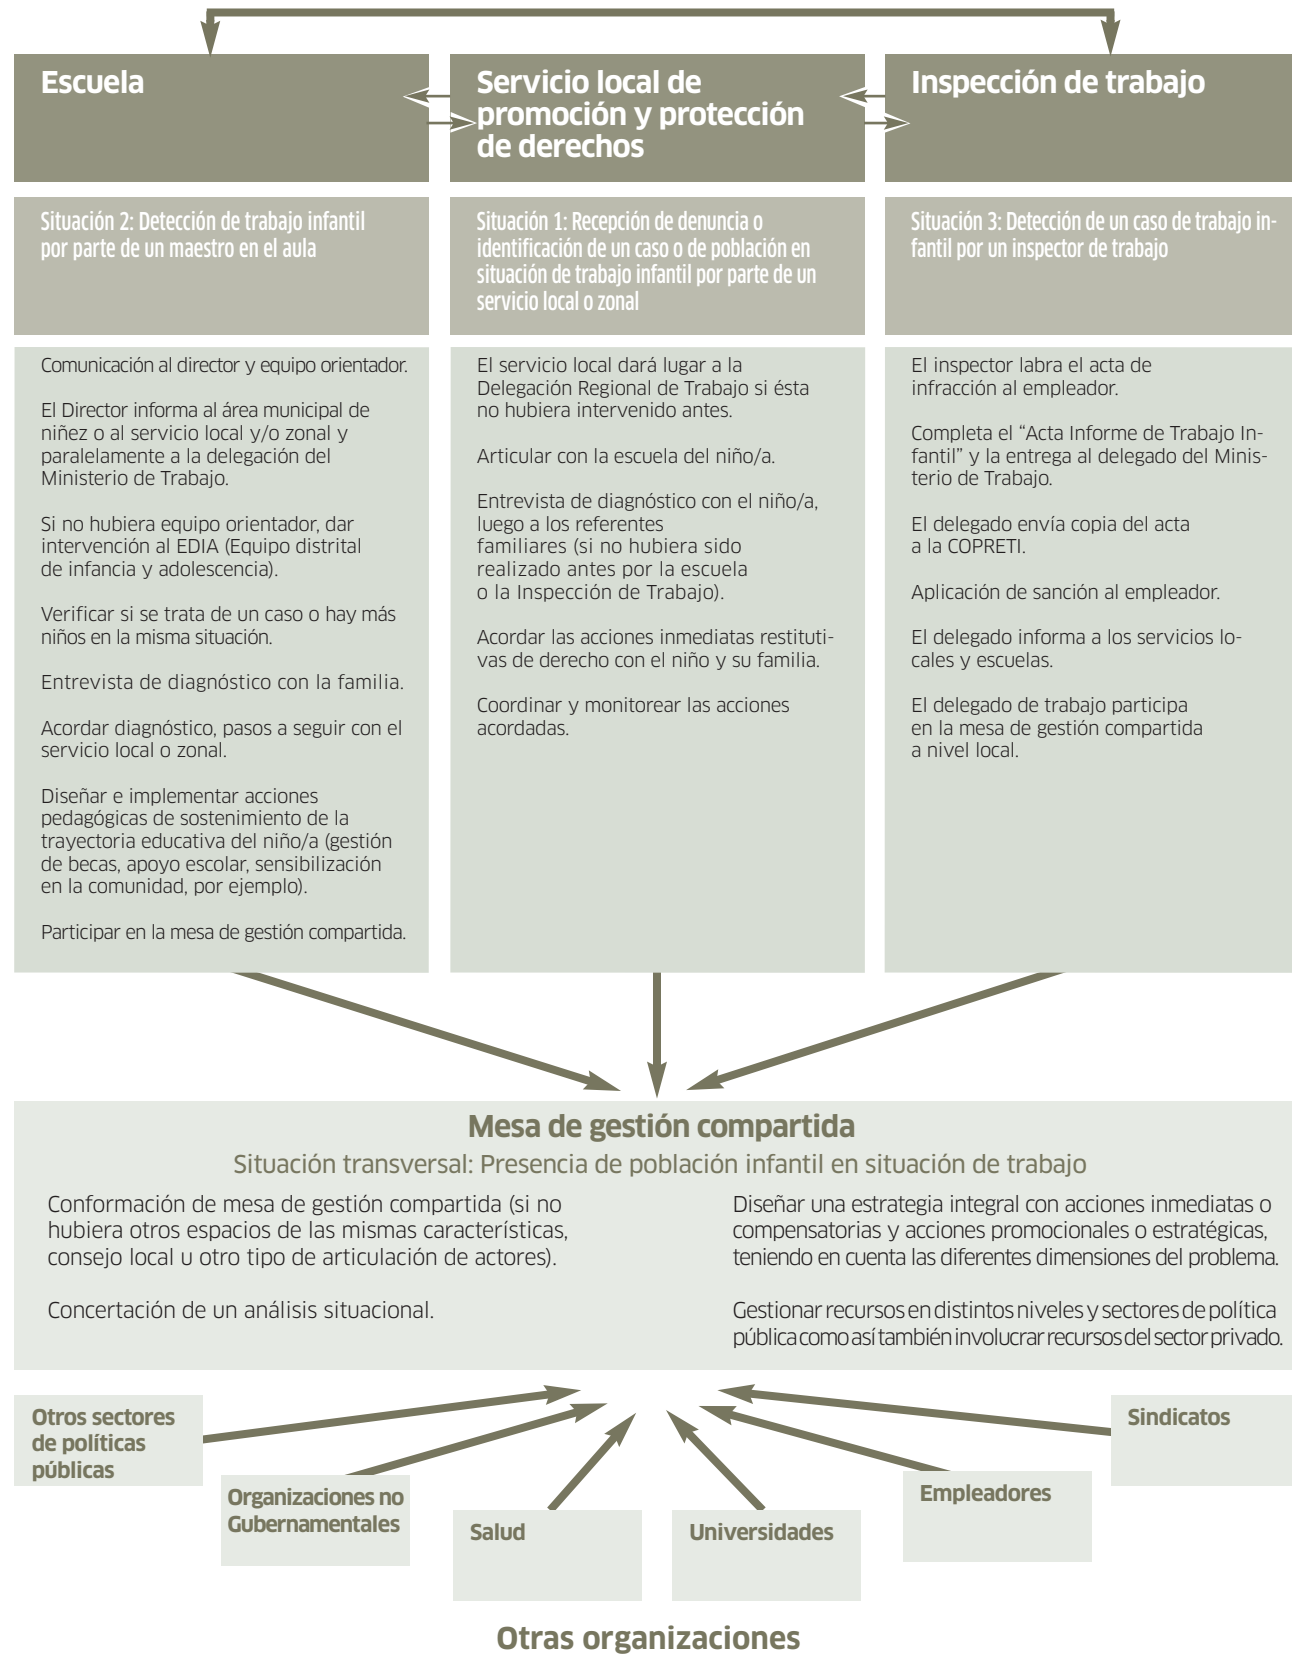 Escuela
Servicio local de
promoción y protección
de derechos
Inspección de trabajo
Situación 2: Detección de trabajo infantil
por parte de un maestro en el aula
Situación 1: Recepción de denuncia o
identificación de un caso o de población en
situación de trabajo infantil por parte de un
servicio local o zonal
Situación 3: Detección de un caso de trabajo in-
fantil por un inspector de trabajo
Comunicación al director y equipo orientador.
El Director informa al área municipal de
niñez o al servicio local y/o zonal y
paralelamente a la delegación del
Ministerio de Trabajo.
Si no hubiera equipo orientador, dar
intervención al EDIA (Equipo distrital
de infancia y adolescencia).
Verificar si se trata de un caso o hay más
niños en la misma situación.
Entrevista de diagnóstico con la familia.
Acordar diagnóstico, pasos a seguir con el
servicio local o zonal.
Diseñar e implementar acciones
pedagógicas de sostenimiento de la
trayectoria educativa del niño/a (gestión
de becas, apoyo escolar, sensibilización
en la comunidad, por ejemplo).
Participar en la mesa de gestión compartida.
El servicio local dará lugar a la
Delegación Regional de Trabajo si ésta
no hubiera intervenido antes.
Articular con la escuela del niño/a.
Entrevista de diagnóstico con el niño/a,
luego a los referentes
familiares (si no hubiera sido
realizado antes por la escuela
o la Inspección de Trabajo).
Acordar las acciones inmediatas restituti-
vas de derecho con el niño y su familia.
Coordinar y monitorear las acciones
acordadas.
El inspector labra el acta de
infracción al empleador.
Completa el “Acta Informe de Trabajo In-
fantil” y la entrega al delegado del Minis-
terio de Trabajo.
El delegado envía copia del acta
a la COPRETI.
Aplicación de sanción al empleador.
El delegado informa a los servicios lo-
cales y escuelas.
El delegado de trabajo participa
en la mesa de gestión compartida
a nivel local.
Mesa de gestión compartida
Situación transversal: Presencia de población infantil en situación de trabajo
Conformación de mesa de gestión compartida (si no
hubiera otros espacios de las mismas características,
consejo local u otro tipo de articulación de actores).
Concertación de un análisis situacional.
Diseñar una estrategia integral con acciones inmediatas o
compensatorias y acciones promocionales o estratégicas,
teniendo en cuenta las diferentes dimensiones del problema.
Gestionar recursos en distintos niveles y sectores de política
pública como así también involucrar recursos del sector privado.
Otros sectores
de políticas
públicas
Organizaciones no
Gubernamentales
Salud
Universidades
Empleadores
Sindicatos
Otras organizaciones